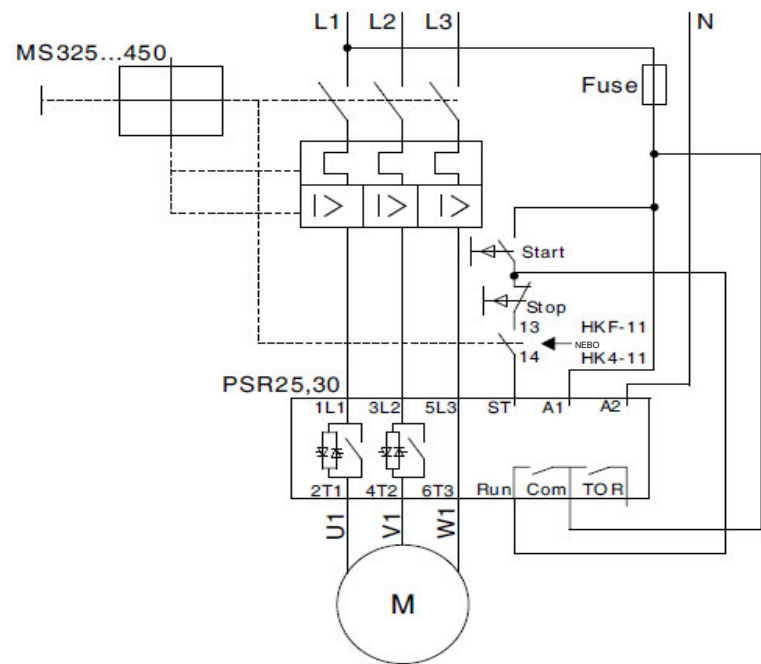 L1 L2 L3 N
MS325...450
Fuse
I> I> I>
Start
Stop
13 HKF-11
NEBO
14 HK4-11
PSR25,30
1L1 3L2 5L3 ST A1 A2
2T1 4T2 6T3 Run Com TOR
U1 V1 W1
M